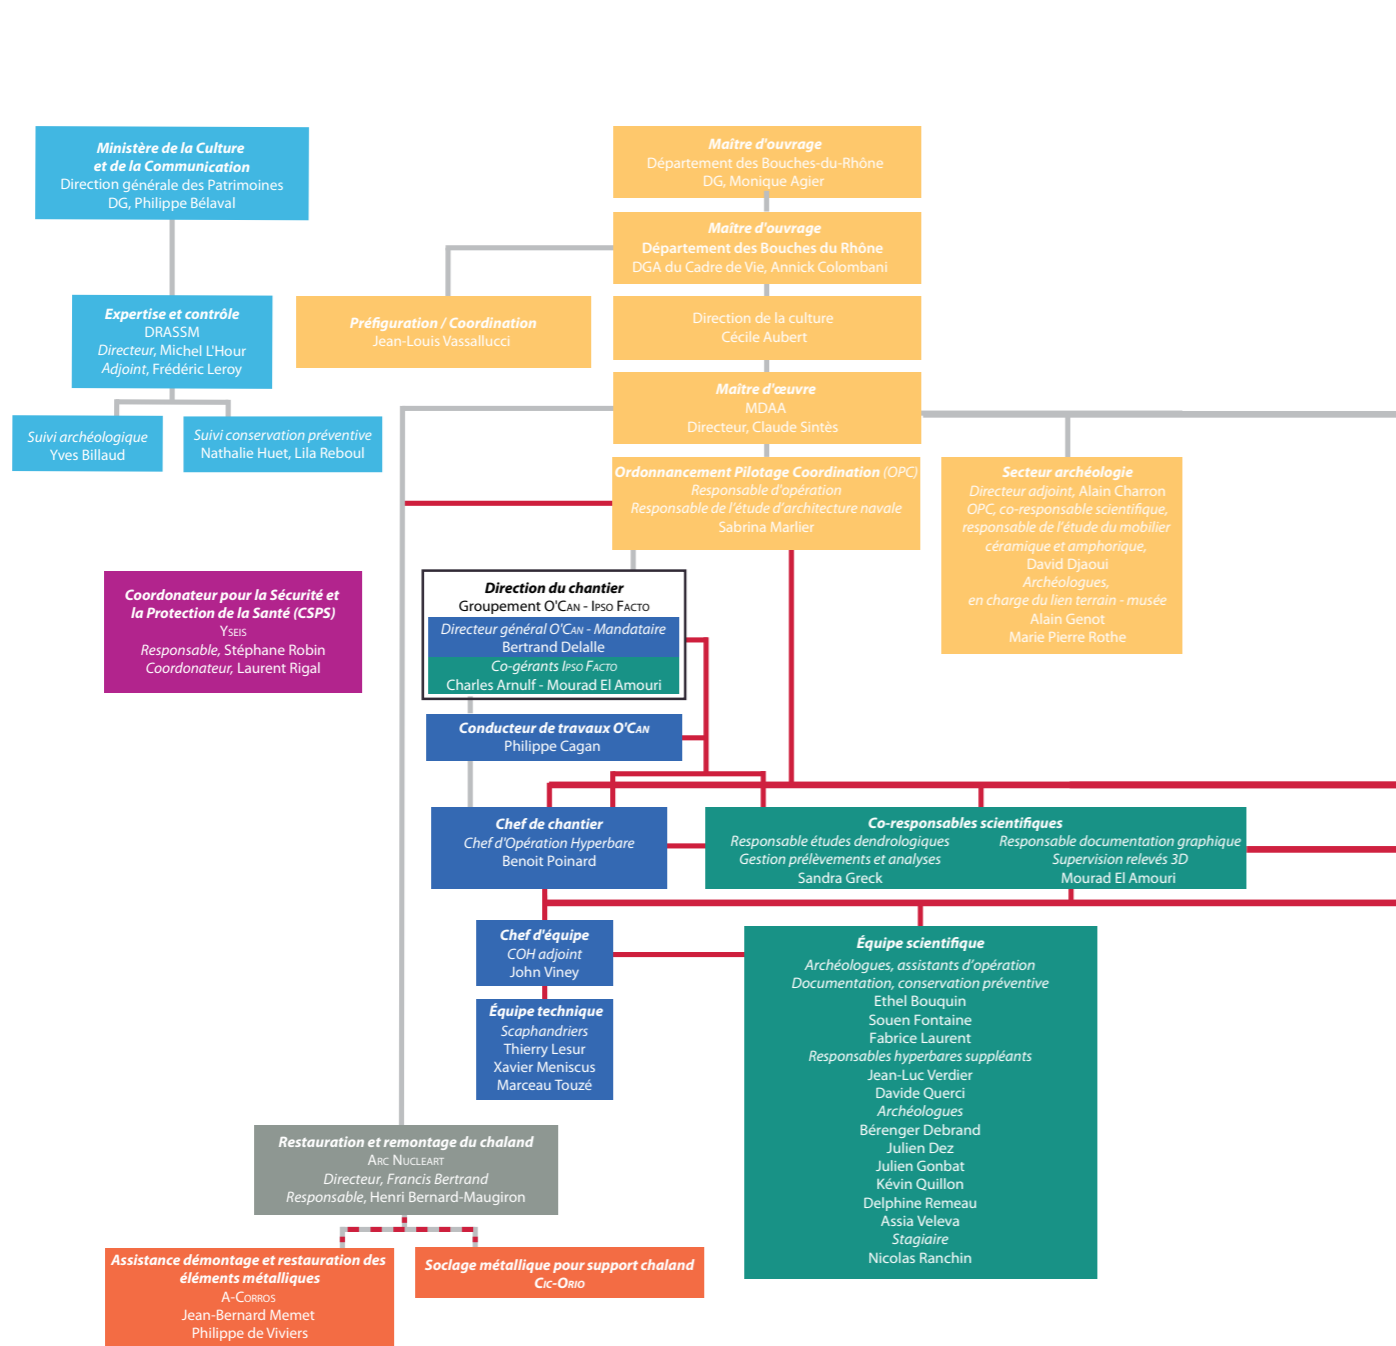 Ministère de la Culture
et de la Communication
Direction générale des Patrimoines
DG, Philippe Bélaval
Maître d'ouvrage
Département des Bouches-du-Rhône
DG, Monique Agier
Maître d'ouvrage
Département des Bouches du Rhône
DGA du Cadre de Vie, Annick Colombani
Expertise et contrôle
DRASSM
Directeur, Michel L'Hour
Adjoint, Frédéric Leroy
Préfiguration / Coordination
Jean-Louis Vassallucci
Direction de la culture
Cécile Aubert
Maître d'œuvre
MDAA
Directeur, Claude Sintès
Suivi archéologique
Yves Billaud
Suivi conservation préventive
Nathalie Huet, Lila Reboul
Ordonnancement Pilotage Coordination (OPC)
Responsable d'opération
Responsable de l'étude d'architecture navale
Sabrina Marlier
Secteur archéologie
Directeur adjoint, Alain Charron
OPC, co-responsable scientifique,
responsable de l'étude du mobilier
céramique et amphorique,
David Djaoui
Archéologues,
en charge du lien terrain - musée
Alain Genot
Marie Pierre Rothe
Coordonateur pour la Sécurité et
la Protection de la Santé (CSPS)
Yseis
Responsable, Stéphane Robin
Coordonateur, Laurent Rigal
Direction du chantier
Groupement O'Can - Ipso Facto
Directeur général O'Can - Mandataire
Bertrand Delalle
Co-gérants Ipso Facto
Charles Arnulf - Mourad El Amouri
Conducteur de travaux O'Can
Philippe Cagan
Chef de chantier
Chef d'Opération Hyperbare
Benoit Poinard
Co-responsables scientifiques
Responsable études dendrologiques
Gestion prélèvements et analyses
Sandra Greck
Responsable documentation graphique
Supervision relevés 3D
Mourad El Amouri
Chef d'équipe
COH adjoint
John Viney
Équipe technique
Scaphandriers
Thierry Lesur
Xavier Meniscus
Marceau Touzé
Équipe scientifique
Archéologues, assistants d'opération
Documentation, conservation préventive
Ethel Bouquin
Souen Fontaine
Fabrice Laurent
Responsables hyperbares suppléants
Jean-Luc Verdier
Davide Querci
Archéologues
Bérenger Debrand
Julien Dez
Julien Gonbat
Kévin Quillon
Delphine Remeau
Assia Veleva
Stagiaire
Nicolas Ranchin
Restauration et remontage du chaland
Arc Nucleart
Directeur, Francis Bertrand
Responsable, Henri Bernard-Maugiron
Assistance démontage et restauration des
éléments métalliques
A-Corros
Jean-Bernard Memet
Philippe de Viviers
Soclage métallique pour support chaland
Cic-Orio